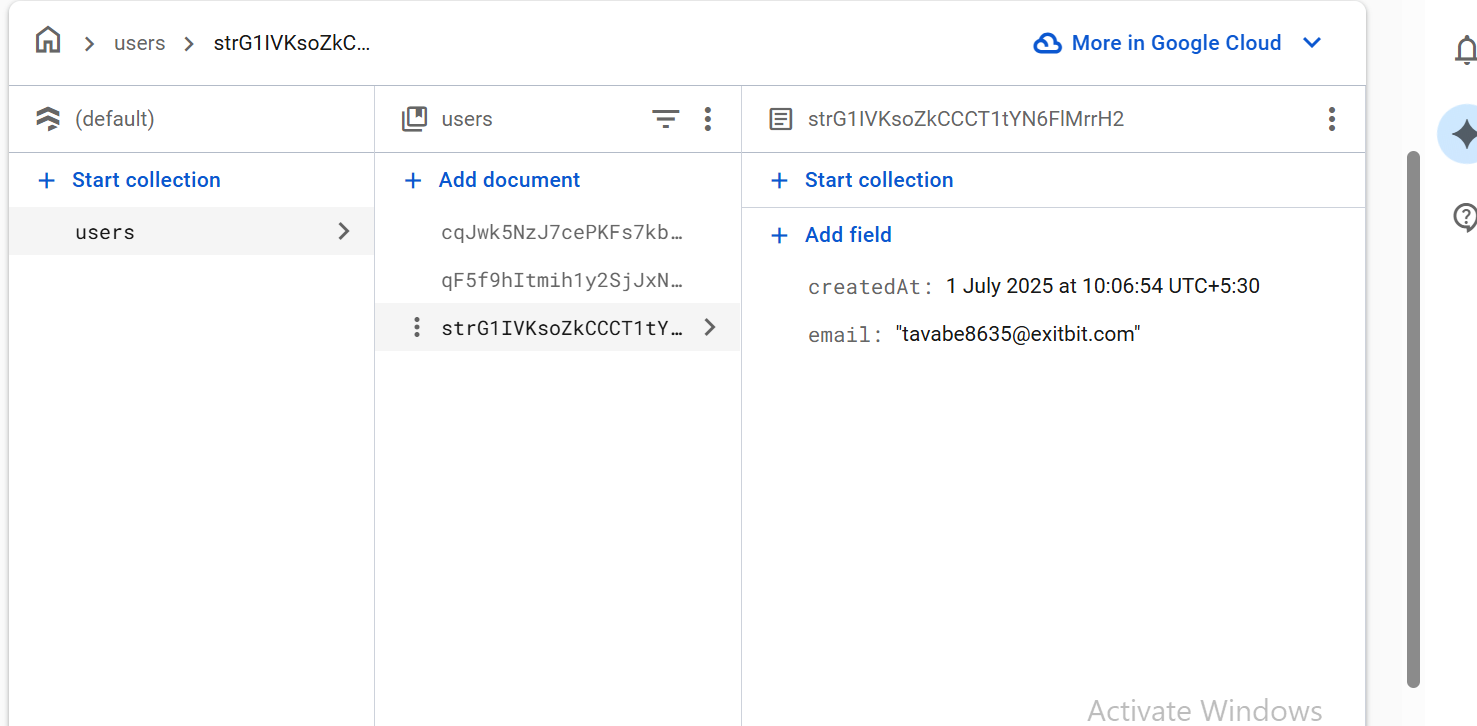 users strG1IVKsoZkC...
More in Google Cloud
(default)
users
strG1IVKsoZkCCCT1tYN6FlMrrH2
+ Start collection
+ Add document
+ Start collection
users
cqJwk5NzJ7cePKFs7kb...
qF5f9hItmih1y2SjJxN...
strG1IVKsoZkCCCT1tY...
+ Add field
createdAt: 1 July 2025 at 10:06:54 UTC+5:30
email: "tavabe8635@exitbit.com"
Activate Windows